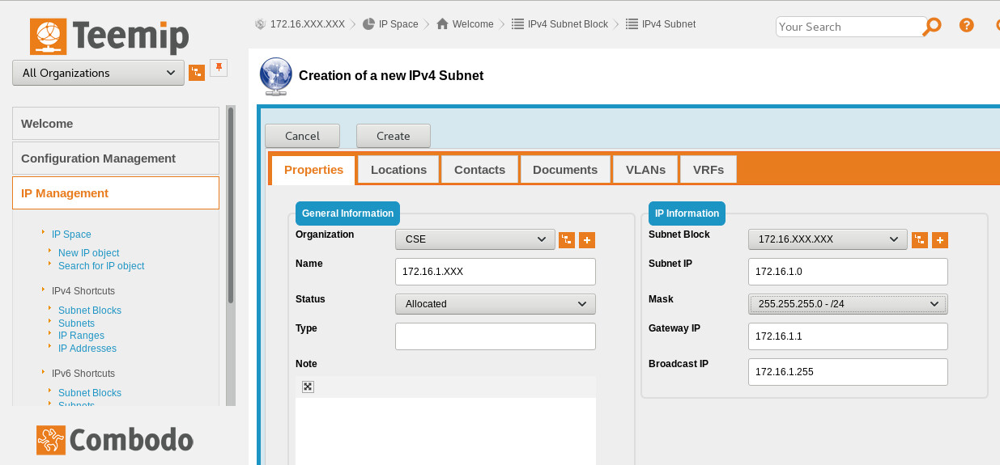 Teemip
172.16.XXX.XXX
IP Space
Welcome
IPv4 Subnet Block
IPv4 Subnet
Your Search
?
All Organizations
Creation of a new IPv4 Subnet
Welcome
Configuration Management
IP Management
IP Space
New IP object
Search for IP object
IPv4 Shortcuts
Subnet Blocks
Subnets
IP Ranges
IP Addresses
IPv6 Shortcuts
Subnet Blocks
Subnets
Combodo
Cancel
Create
Properties
Locations
Contacts
Documents
VLANs
VRFs
General Information
Organization
CSE
Name
172.16.1.XXX
Status
Allocated
Type
Note
IP Information
Subnet Block
172.16.XXX.XXX
Subnet IP
172.16.1.0
Mask
255.255.255.0 - /24
Gateway IP
172.16.1.1
Broadcast IP
172.16.1.255